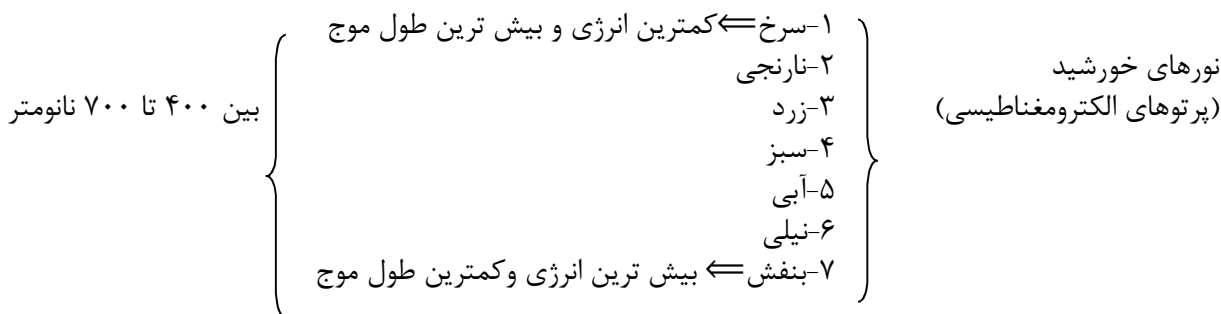 نورهای خورشید
(پرتوهای الکترومغناطیسی)
۱-سرخ⟸کمترین انرژی و بیش ترین طول موج
۲-نارنجی
۳-زرد
۴-سبز
۵-آبی
۶-نیلی
۷-بنفش⟸ بیش ترین انرژی وکمترین طول موج
بین ۴۰۰ تا ۷۰۰ نانومتر